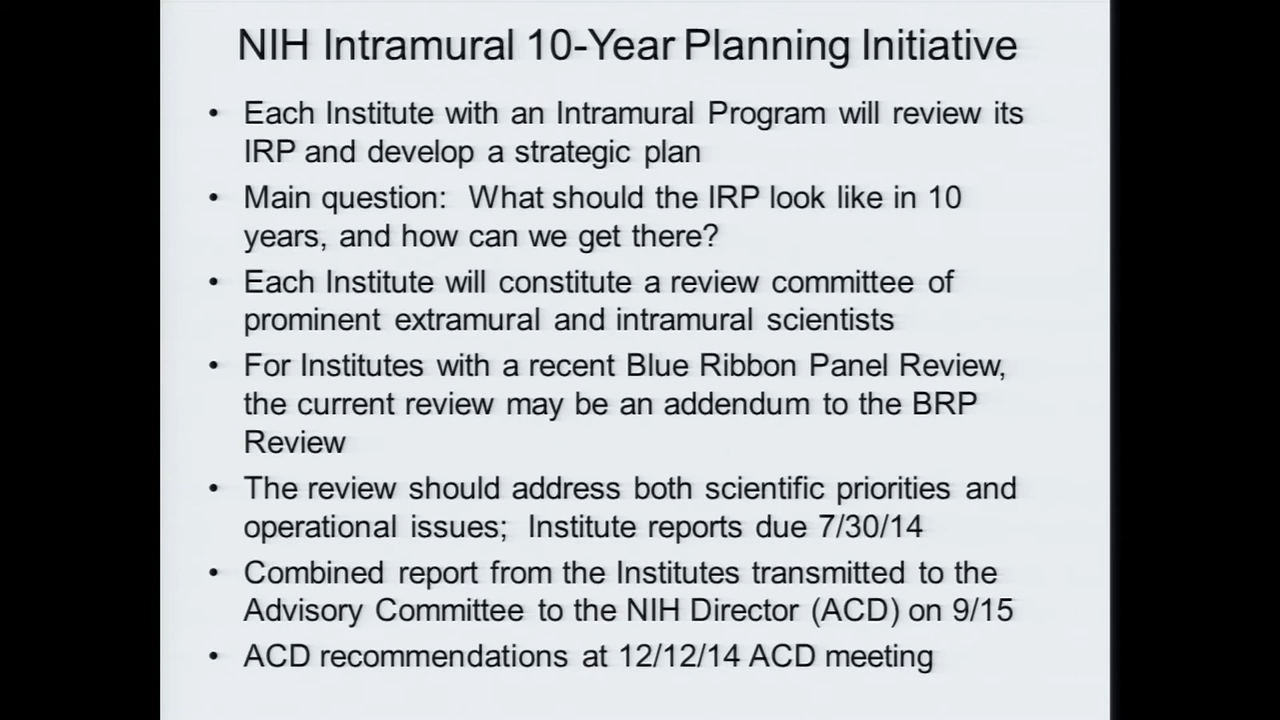 NIH Intramural 10-Year Planning Initiative
• Each Institute with an Intramural Program will review its
IRP and develop a strategic plan
• Main question: What should the IRP look like in 10
years, and how can we get there?
• Each Institute will constitute a review committee of
prominent extramural and intramural scientists
• For Institutes with a recent Blue Ribbon Panel Review,
the current review may be an addendum to the BRP
Review
• The review should address both scientific priorities and
operational issues; Institute reports due 7/30/14
• Combined report from the Institutes transmitted to the
Advisory Committee to the NIH Director (ACD) on 9/15
• ACD recommendations at 12/12/14 ACD meeting